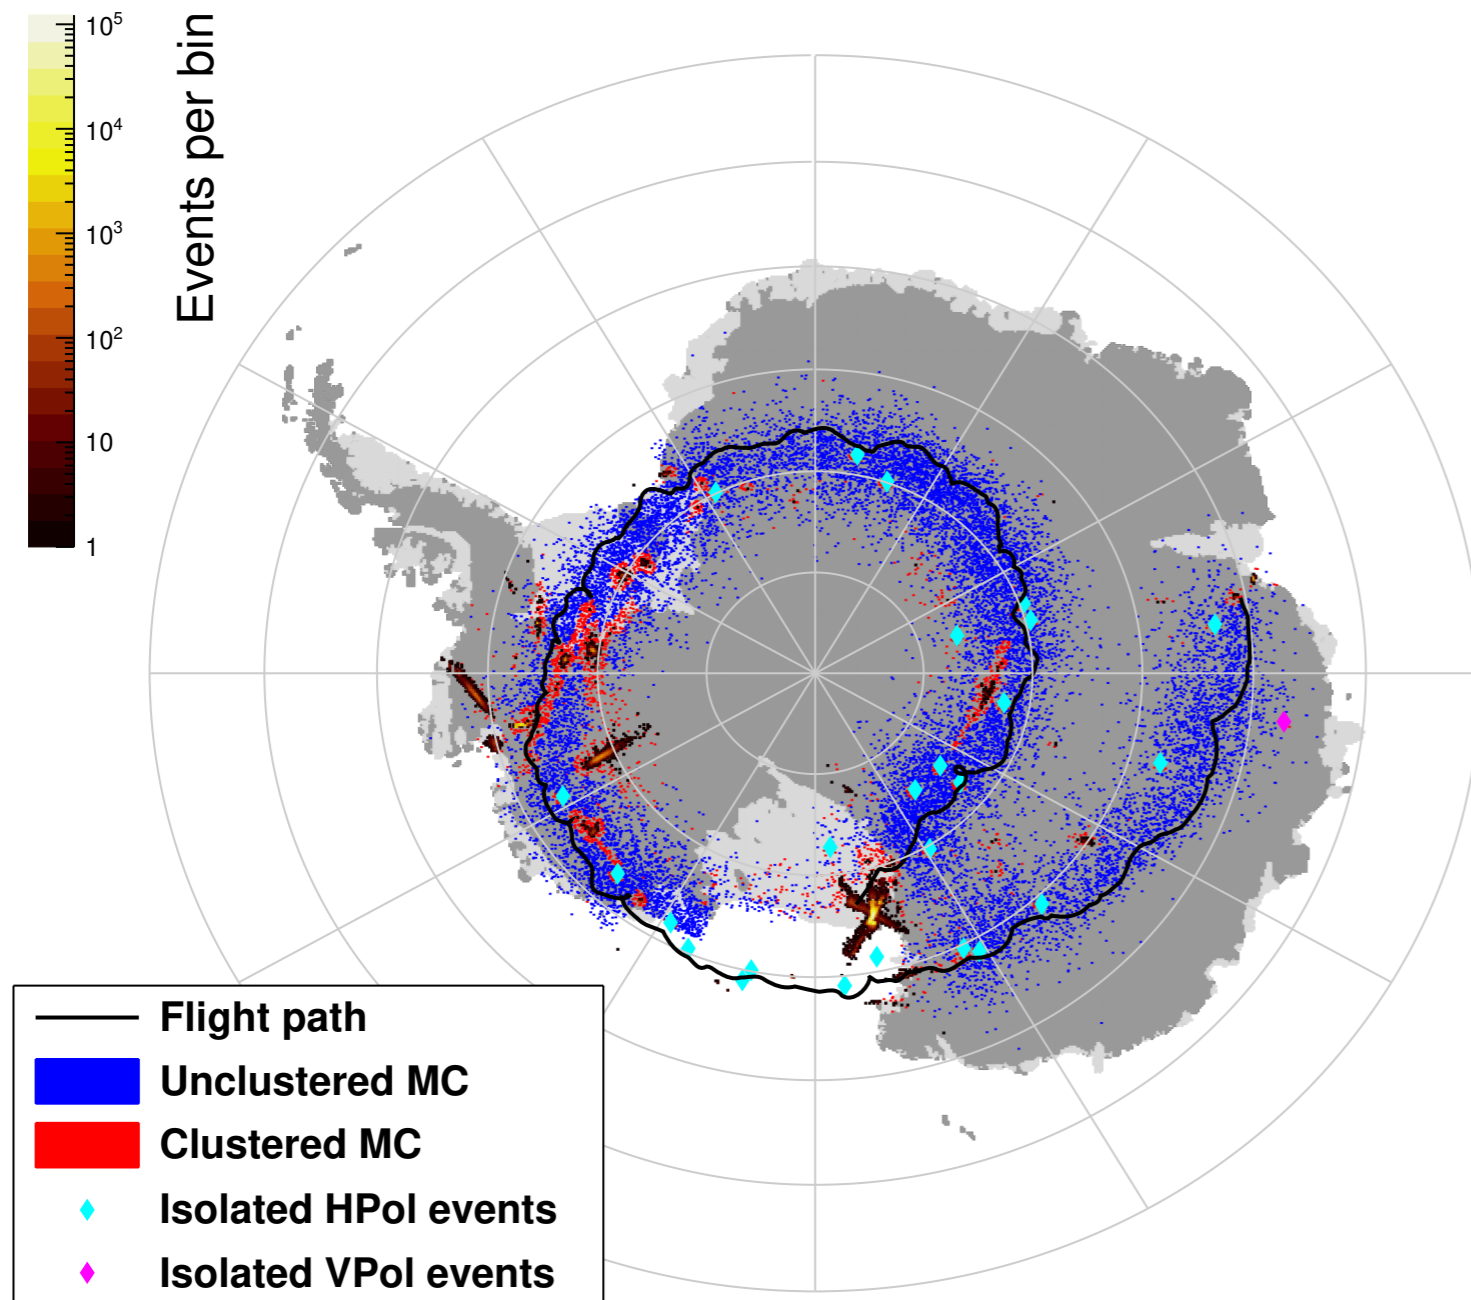 10⁵
10⁴
10³
10²
10
1
Events per bin
Flight path
Unclustered MC
Clustered MC
Isolated HPol events
Isolated VPol events